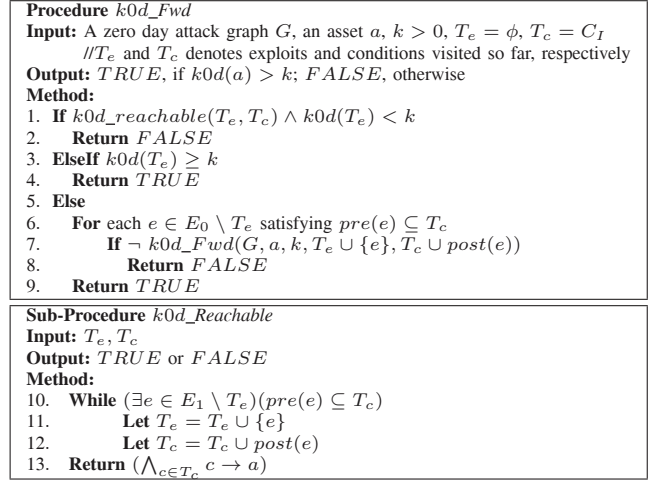 Procedure k0d_Fwd
Input: A zero day attack graph G, an asset a, k > 0, T_e = ϕ, T_c = C_I
//T_e and T_c denotes exploits and conditions visited so far, respectively
Output: TRUE, if k0d(a) > k; FALSE, otherwise
Method:
1. If k0d_reachable(T_e, T_c) ∧ k0d(T_e) < k
2. Return FALSE
3. ElseIf k0d(T_e) ≥ k
4. Return TRUE
5. Else
6. For each e ∈ E_0 \ T_e satisfying pre(e) ⊆ T_c
7. If ¬ k0d_Fwd(G, a, k, T_e ∪ {e}, T_c ∪ post(e))
8. Return FALSE
9. Return TRUE
Sub-Procedure k0d_Reachable
Input: T_e, T_c
Output: TRUE or FALSE
Method:
10. While (∃e ∈ E_1 \ T_e)(pre(e) ⊆ T_c)
11. Let T_e = T_e ∪ {e}
12. Let T_c = T_c ∪ post(e)
13. Return (⋀_{c∈T_c} c → a)